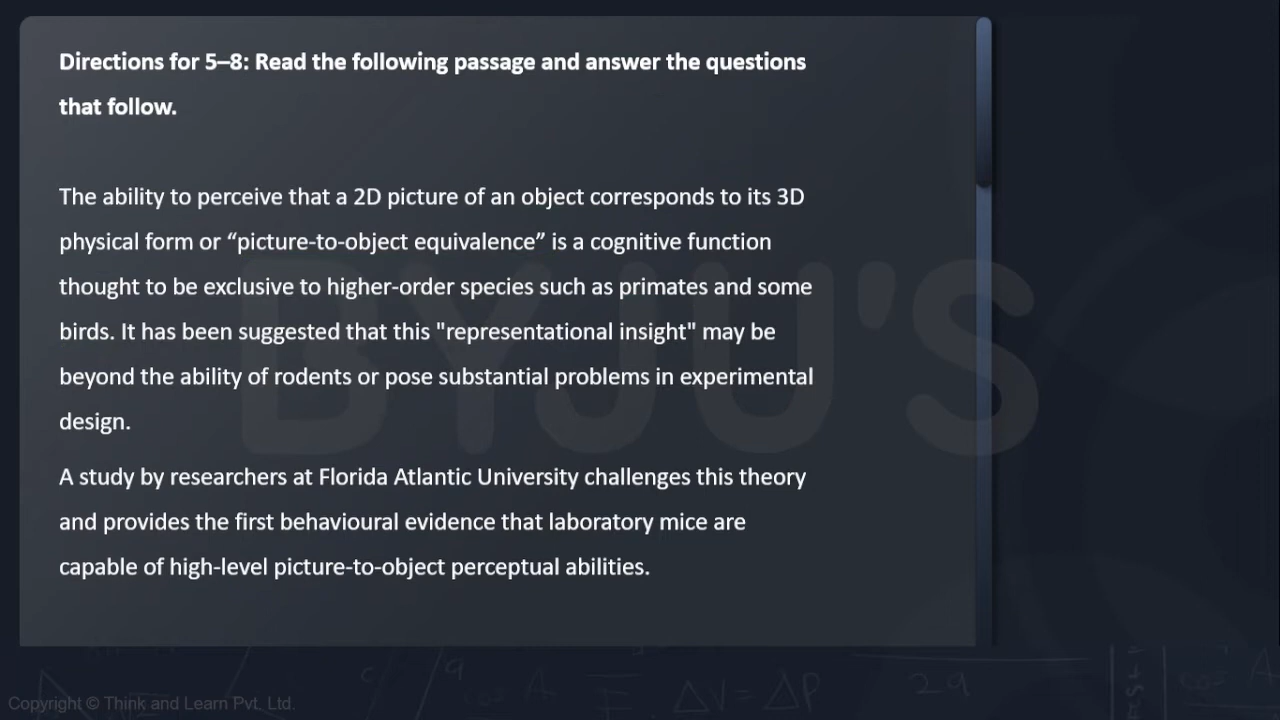 Directions for 5–8: Read the following passage and answer the questions
that follow.
The ability to perceive that a 2D picture of an object corresponds to its 3D
physical form or “picture-to-object equivalence” is a cognitive function
thought to be exclusive to higher-order species such as primates and some
birds. It has been suggested that this "representational insight" may be
beyond the ability of rodents or pose substantial problems in experimental
design.
A study by researchers at Florida Atlantic University challenges this theory
and provides the first behavioural evidence that laboratory mice are
capable of high-level picture-to-object perceptual abilities.
BYJU'S
ΔV = ΔP
2a
Copyright © Think and Learn Pvt. Ltd.